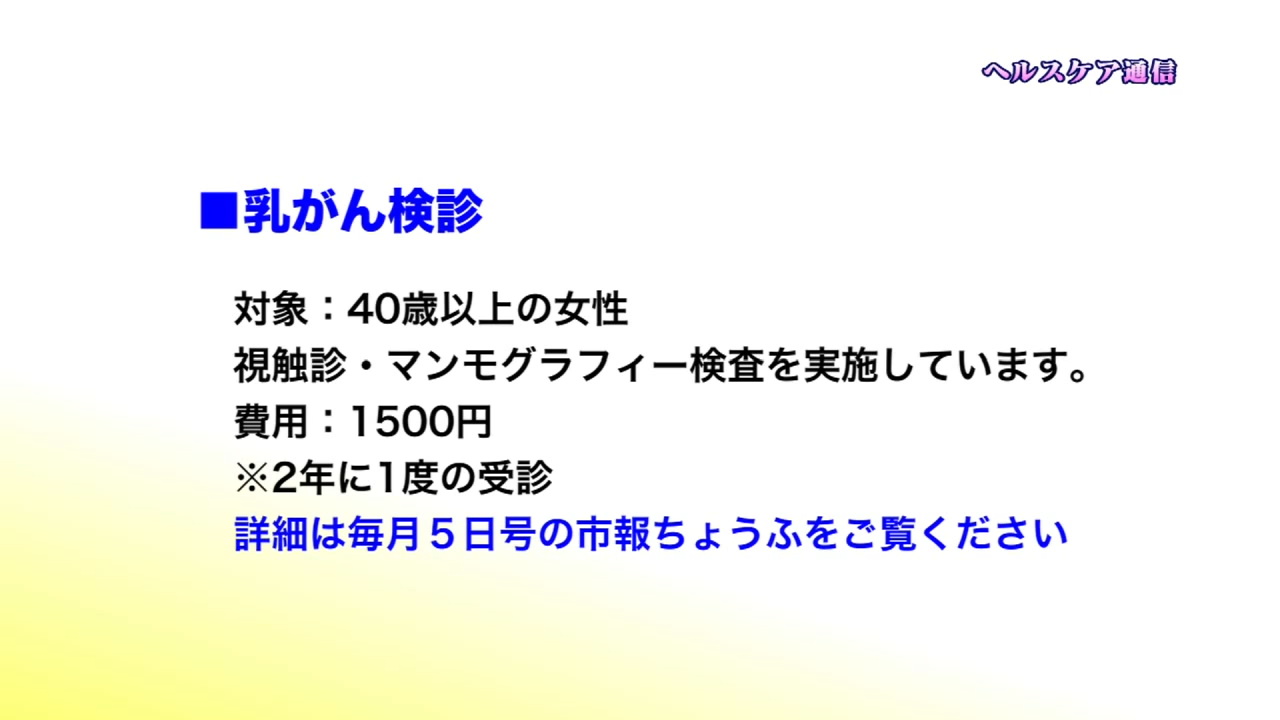 ヘルスケア通信
■乳がん検診
対象：40歳以上の女性
視触診・マンモグラフィー検査を実施しています。
費用：1500円
※2年に1度の受診
詳細は毎月５日号の市報ちょうふをご覧ください